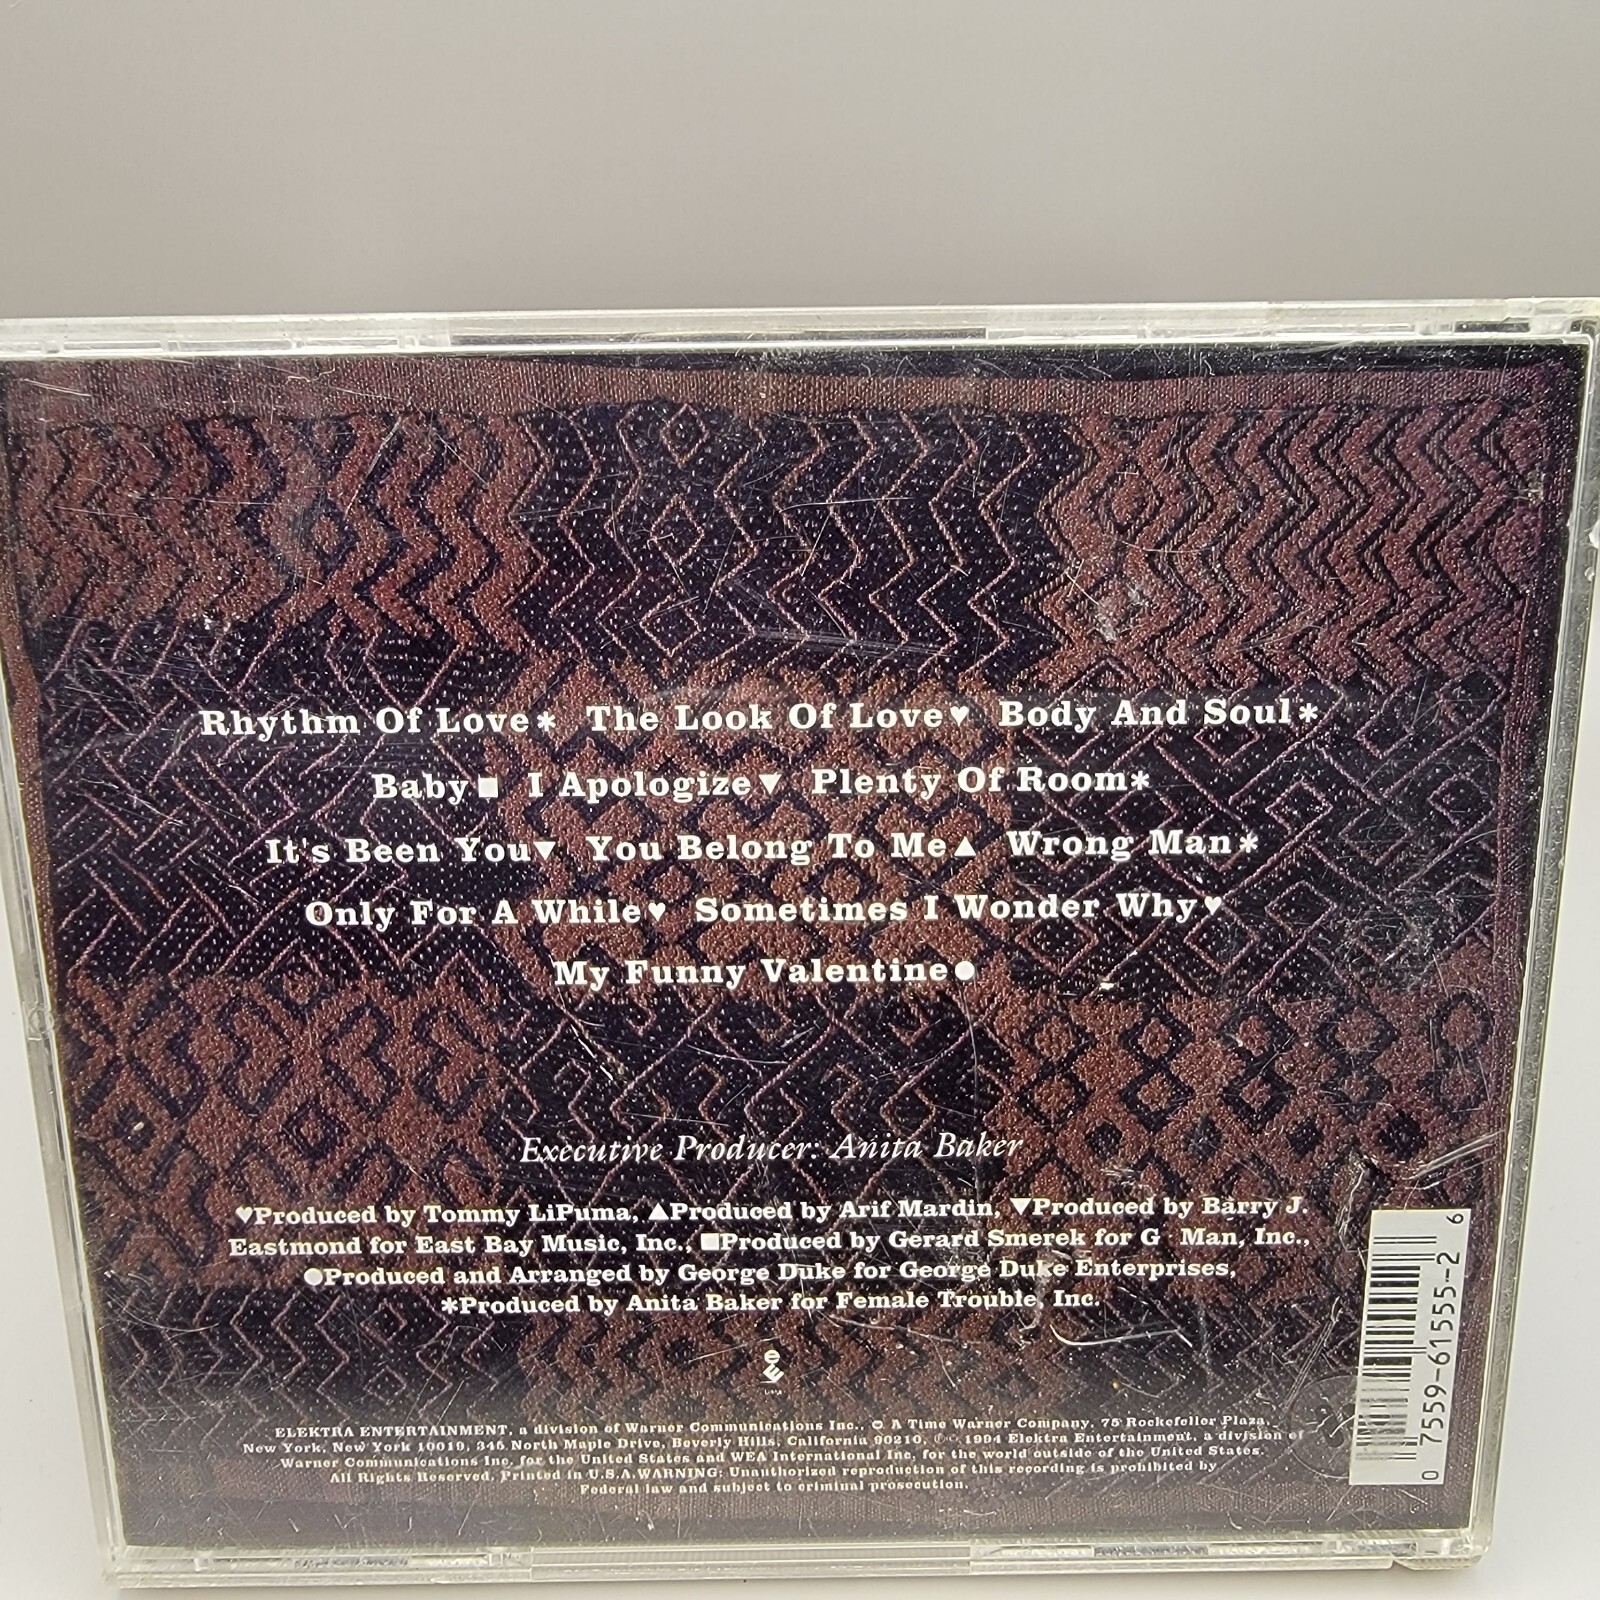 Rhythm Of Love* The Look Of Love♥ Body And Soul*
Baby■ I Apologize▼ Plenty Of Room*
It's Been You▼ You Belong To Me▲ Wrong Man*
Only For A While♥ Sometimes I Wonder Why♥
My Funny Valentine●
Executive Producer: Anita Baker
♥Produced by Tommy LiPuma, ▲Produced by Arif Mardin, ▼Produced by Barry J.
Eastmond for East Bay Music, Inc., ■Produced by Gerard Smerek for G Man, Inc.,
●Produced and Arranged by George Duke for George Duke Enterprises,
*Produced by Anita Baker for Female Trouble, Inc.
ELEKTRA ENTERTAINMENT, a division of Warner Communications Inc., A Time Warner Company, 75 Rockefeller Plaza,
New York, New York 10019, 345 North Maple Drive, Beverly Hills, California 90210. ℗© 1994 Elektra Entertainment, a division of
Warner Communications Inc. for the United States and WEA International Inc. for the world outside of the United States.
All Rights Reserved. Printed in U.S.A. WARNING: Unauthorized reproduction of this recording is prohibited by
Federal law and subject to criminal prosecution.
0 7559-61555-2 6